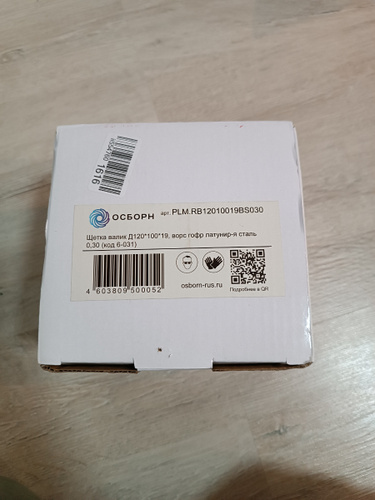 1616
ОСБОРН арт. PLM.RB12010019BS030
Щетка валик Д120*100*19, ворс гофр латунир-я сталь
0,30 (код 6-031)
4 603809 500052
osborn-rus.ru
Подробнее в QR